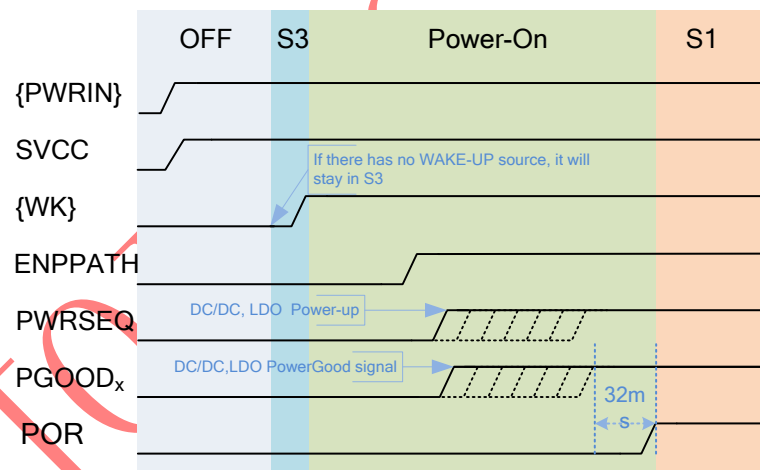 OFF S3 Power-On S1
{PWRIN}
SVCC
If there has no WAKE-UP source, it will
stay in S3
{WK}
ENPPATH
DC/DC, LDO Power-up
PWRSEQ
DC/DC,LDO PowerGood signal
PGOODx
32m
s
POR